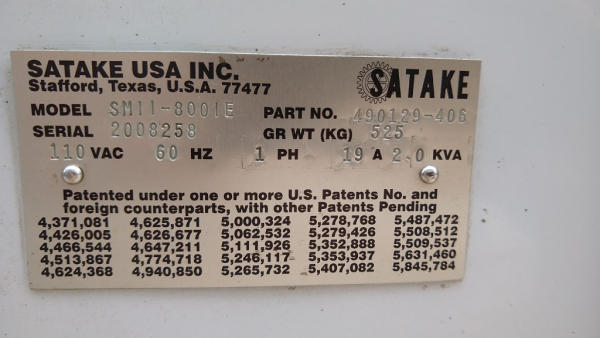 SATAKE USA INC.
Stafford, Texas, U.S.A. 77477
SATAKE
MODEL SMII-8001E PART NO. 490129-406
SERIAL 2008258 GR WT (KG) 525
110 VAC 60 HZ 1 PH 19 A 2.0 KVA
Patented under one or more U.S. Patents No. and
foreign counterparts, with other Patents Pending
4,371,081 4,625,871 5,000,324 5,278,768 5,487,472
4,426,005 4,626,677 5,062,532 5,279,426 5,508,512
4,466,544 4,647,211 5,111,926 5,352,888 5,509,537
4,513,867 4,774,718 5,246,117 5,353,937 5,631,460
4,624,368 4,940,850 5,265,732 5,407,082 5,845,784